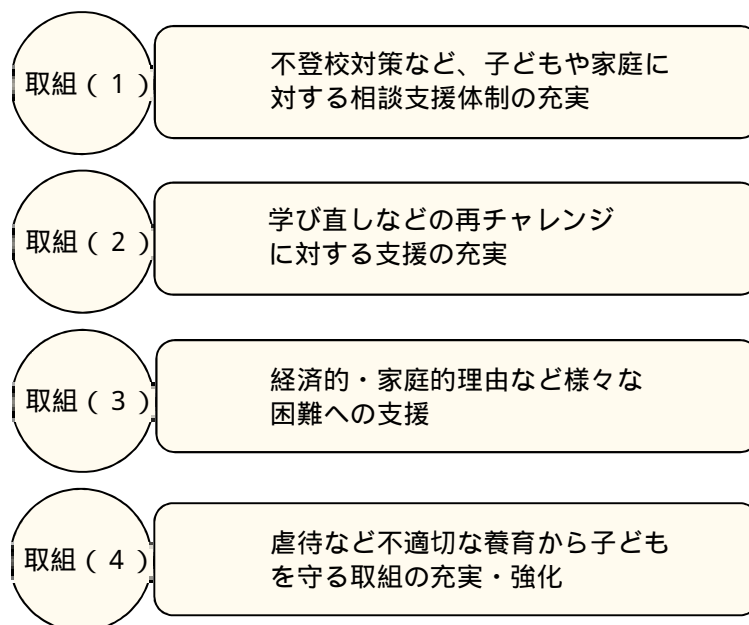 取組(1)
不登校対策など、子どもや家庭に
対する相談支援体制の充実
取組(2)
学び直しなどの再チャレンジ
に対する支援の充実
取組(3)
経済的・家庭的理由など様々な
困難への支援
取組(4)
虐待など不適切な養育から子ども
を守る取組の充実・強化